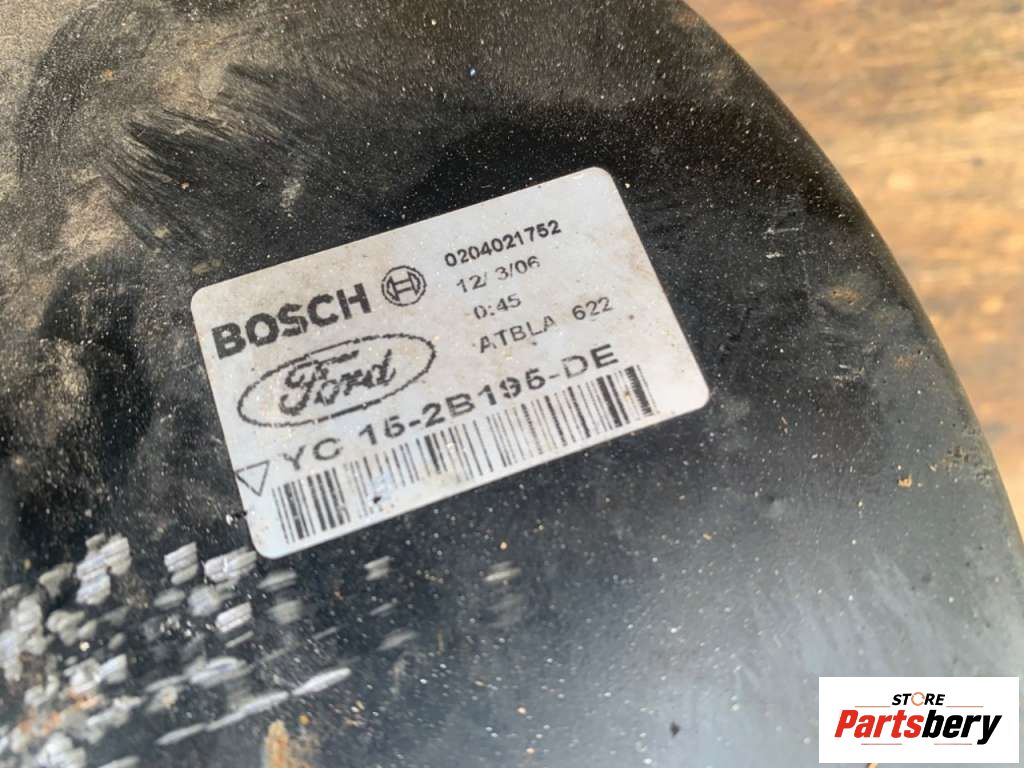 BOSCH
0204021752
12/ 3/06
0:45
ATBLA 622
Ford
YC 15-2B195-DE
STORE
Partsbery